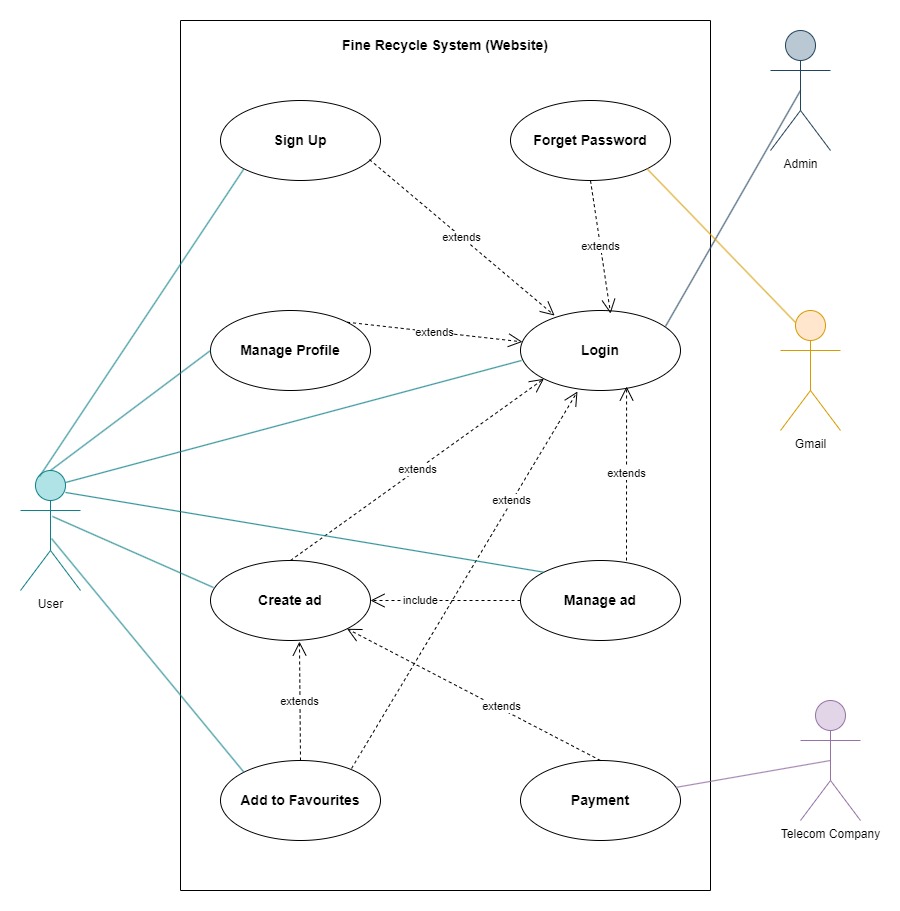 Fine Recycle System (Website)
Sign Up
Forget Password
Admin
extends
extends
Manage Profile
extends
Login
Gmail
extends
extends
extends
User
Create ad
include
Manage ad
extends
extends
Add to Favourites
Payment
Telecom Company